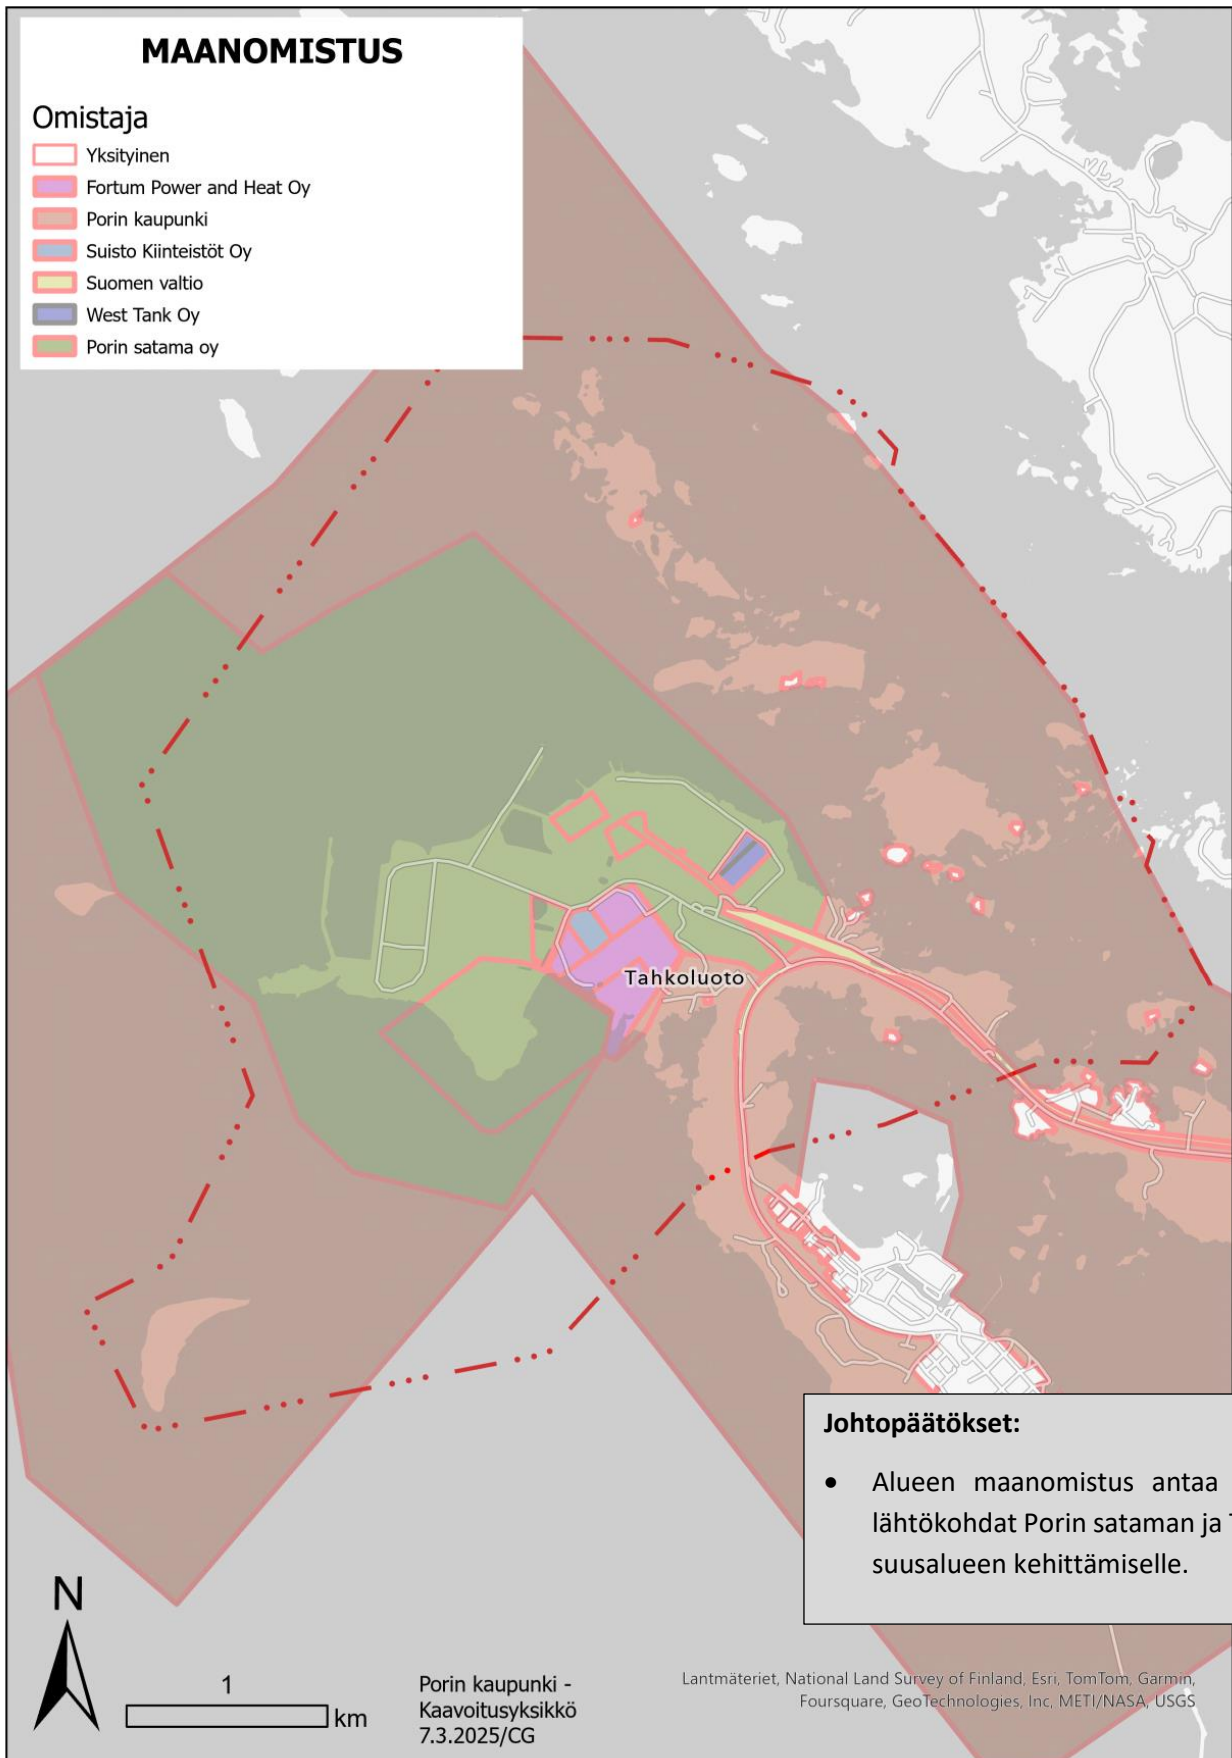 MAANOMISTUS
Omistaja
Yksityinen
Fortum Power and Heat Oy
Porin kaupunki
Suisto Kiinteistöt Oy
Suomen valtio
West Tank Oy
Porin satama oy
Tahkoluoto
Johtopäätökset:
• Alueen maanomistus antaa
lähtökohdat Porin sataman ja T
suusalueen kehittämiselle.
N
1
km
Porin kaupunki -
Kaavoitusyksikkö
7.3.2025/CG
Lantmäteriet, National Land Survey of Finland, Esri, TomTom, Garmin,
Foursquare, GeoTechnologies, Inc, METI/NASA, USGS